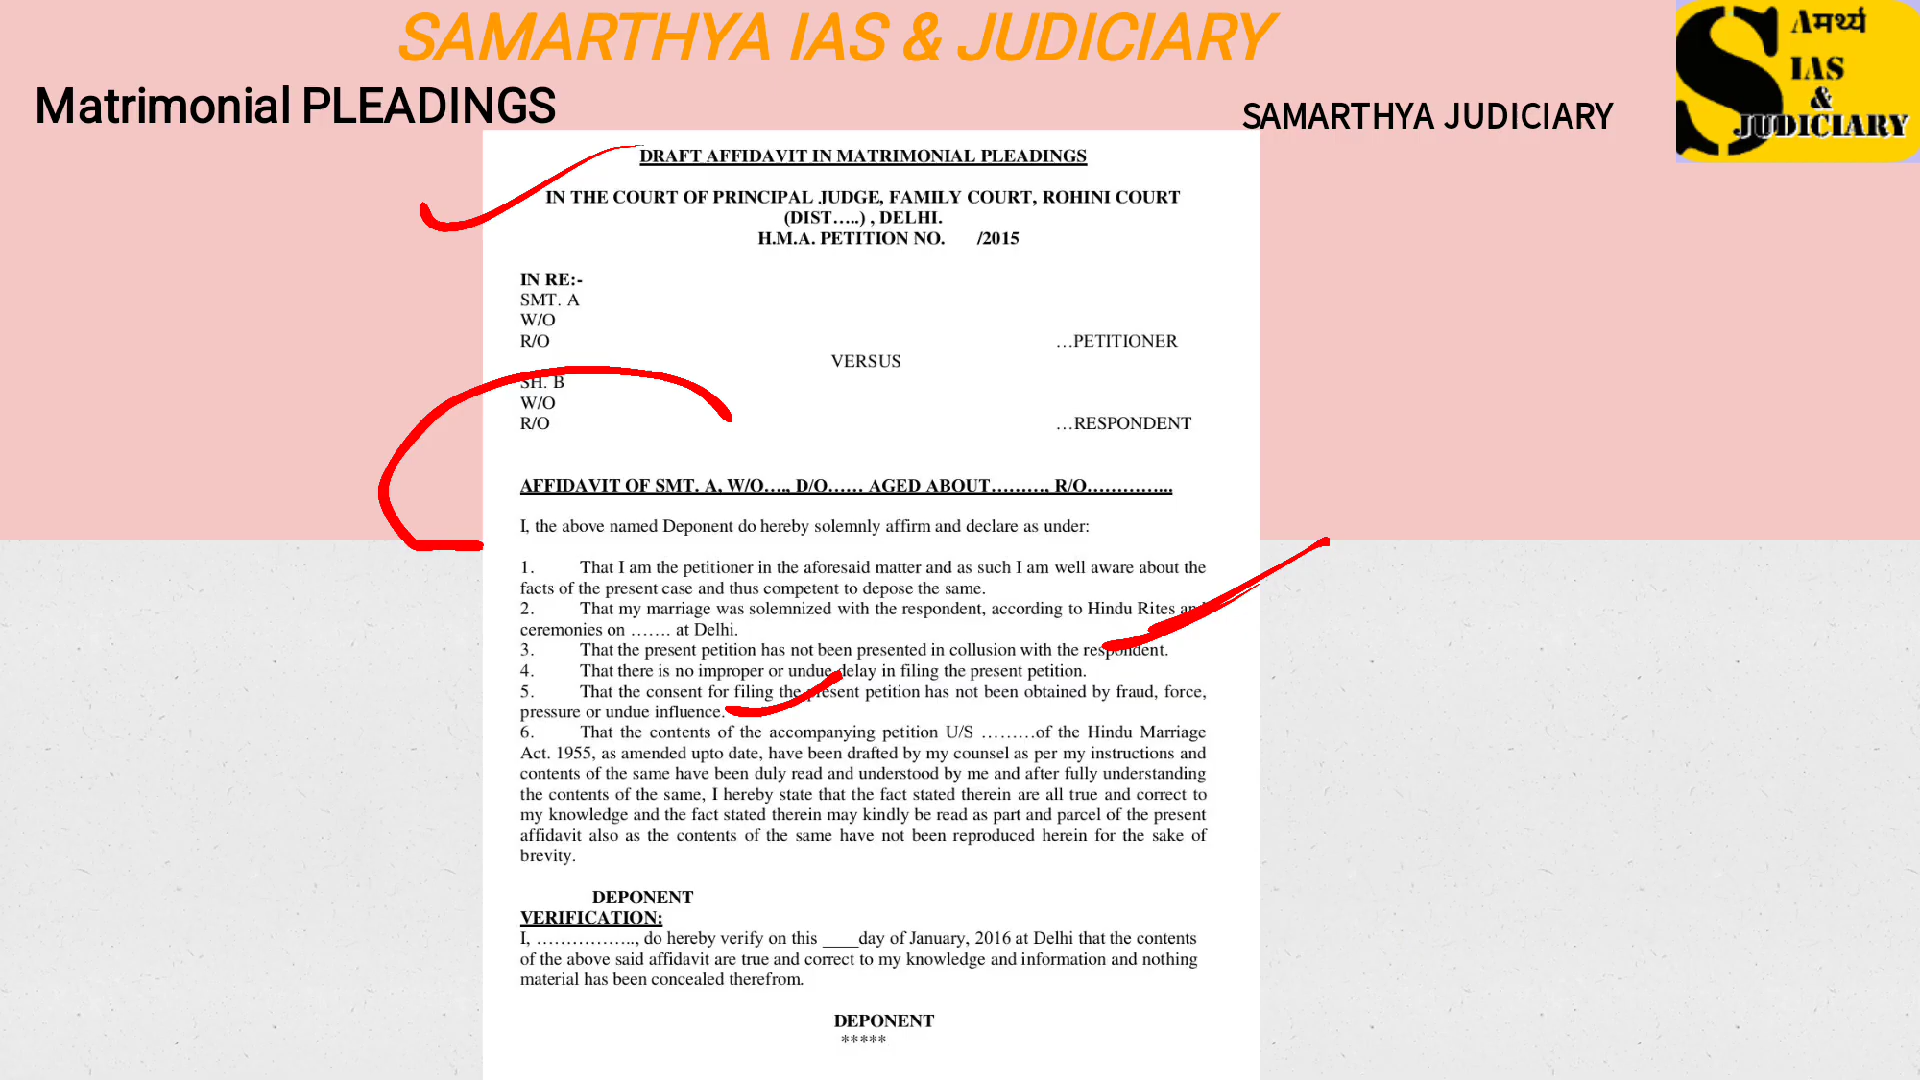 SAMARTHYA IAS & JUDICIARY
Matrimonial PLEADINGS
SAMARTHYA JUDICIARY
Sामर्थ्य
IAS
&
JUDICIARY
DRAFT AFFIDAVIT IN MATRIMONIAL PLEADINGS
IN THE COURT OF PRINCIPAL JUDGE, FAMILY COURT, ROHINI COURT
(DIST…..) , DELHI.
H.M.A. PETITION NO. /2015
IN RE:-
SMT. A
W/O
R/O …PETITIONER
VERSUS
SH. B
W/O
R/O …RESPONDENT
AFFIDAVIT OF SMT. A, W/O…., D/O…… AGED ABOUT………, R/O…………...
I, the above named Deponent do hereby solemnly affirm and declare as under:
1. That I am the petitioner in the aforesaid matter and as such I am well aware about the
facts of the present case and thus competent to depose the same.
2. That my marriage was solemnized with the respondent, according to Hindu Rites and
ceremonies on ……. at Delhi.
3. That the present petition has not been presented in collusion with the respondent.
4. That there is no improper or undue delay in filing the present petition.
5. That the consent for filing the present petition has not been obtained by fraud, force,
pressure or undue influence.
6. That the contents of the accompanying petition U/S ………of the Hindu Marriage
Act. 1955, as amended upto date, have been drafted by my counsel as per my instructions and
contents of the same have been duly read and understood by me and after fully understanding
the contents of the same, I hereby state that the fact stated therein are all true and correct to
my knowledge and the fact stated therein may kindly be read as part and parcel of the present
affidavit also as the contents of the same have not been reproduced herein for the sake of
brevity.
DEPONENT
VERIFICATION:
I, …………….., do hereby verify on this ____day of January, 2016 at Delhi that the contents
of the above said affidavit are true and correct to my knowledge and information and nothing
material has been concealed therefrom.
DEPONENT
*****